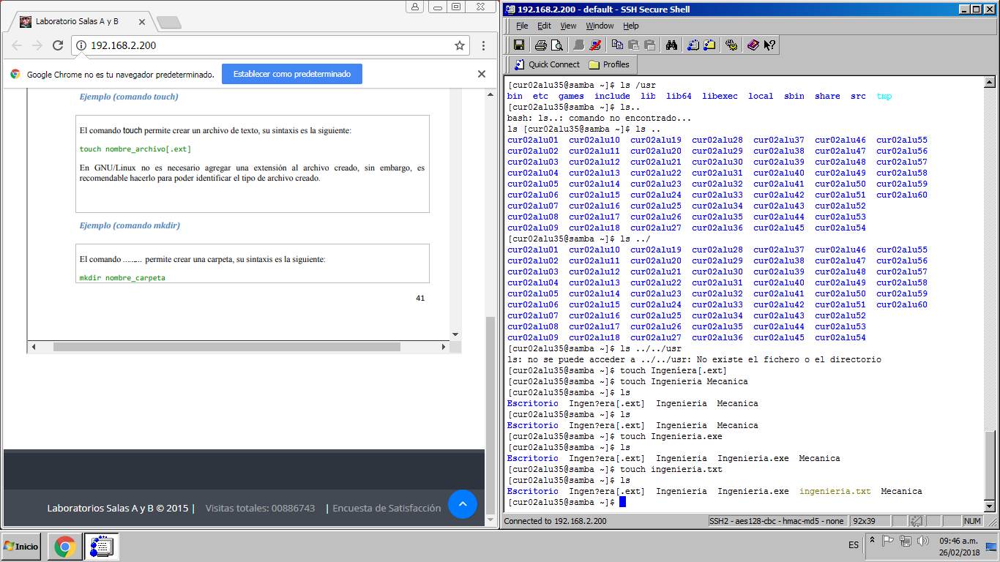 Laboratorio Salas A y B
192.168.2.200
Google Chrome no es tu navegador predeterminado.
Establecer como predeterminado
Ejemplo (comando touch)
El comando touch permite crear un archivo de texto, su sintaxis es la siguiente:
touch nombre_archivo[.ext]
En GNU/Linux no es necesario agregar una extensión al archivo creado, sin embargo, es
recomendable hacerlo para poder identificar el tipo de archivo creado.
Ejemplo (comando mkdir)
El comando ......... permite crear una carpeta, su sintaxis es la siguiente:
mkdir nombre_carpeta
41
Laboratorios Salas A y B © 2015 | Visitas totales: 00886743 | Encuesta de Satisfacción
192.168.2.200 - default - SSH Secure Shell
File Edit View Window Help
Quick Connect Profiles
[cur02alu35@samba ~]$ ls /usr
bin etc games include lib lib64 libexec local sbin share src tmp
[cur02alu35@samba ~]$ ls..
bash: ls..: comando no encontrado...
ls [cur02alu35@samba ~]$ ls ..
cur02alu01 cur02alu10 cur02alu19 cur02alu28 cur02alu37 cur02alu46 cur02alu55
cur02alu02 cur02alu11 cur02alu20 cur02alu29 cur02alu38 cur02alu47 cur02alu56
cur02alu03 cur02alu12 cur02alu21 cur02alu30 cur02alu39 cur02alu48 cur02alu57
cur02alu04 cur02alu13 cur02alu22 cur02alu31 cur02alu40 cur02alu49 cur02alu58
cur02alu05 cur02alu14 cur02alu23 cur02alu32 cur02alu41 cur02alu50 cur02alu59
cur02alu06 cur02alu15 cur02alu24 cur02alu33 cur02alu42 cur02alu51 cur02alu60
cur02alu07 cur02alu16 cur02alu25 cur02alu34 cur02alu43 cur02alu52
cur02alu08 cur02alu17 cur02alu26 cur02alu35 cur02alu44 cur02alu53
cur02alu09 cur02alu18 cur02alu27 cur02alu36 cur02alu45 cur02alu54
[cur02alu35@samba ~]$ ls ../
cur02alu01 cur02alu10 cur02alu19 cur02alu28 cur02alu37 cur02alu46 cur02alu55
cur02alu02 cur02alu11 cur02alu20 cur02alu29 cur02alu38 cur02alu47 cur02alu56
cur02alu03 cur02alu12 cur02alu21 cur02alu30 cur02alu39 cur02alu48 cur02alu57
cur02alu04 cur02alu13 cur02alu22 cur02alu31 cur02alu40 cur02alu49 cur02alu58
cur02alu05 cur02alu14 cur02alu23 cur02alu32 cur02alu41 cur02alu50 cur02alu59
cur02alu06 cur02alu15 cur02alu24 cur02alu33 cur02alu42 cur02alu51 cur02alu60
cur02alu07 cur02alu16 cur02alu25 cur02alu34 cur02alu43 cur02alu52
cur02alu08 cur02alu17 cur02alu26 cur02alu35 cur02alu44 cur02alu53
cur02alu09 cur02alu18 cur02alu27 cur02alu36 cur02alu45 cur02alu54
[cur02alu35@samba ~]$ ls ../../usr
ls: no se puede acceder a ../../usr: No existe el fichero o el directorio
[cur02alu35@samba ~]$ touch Ingeníera[.ext]
[cur02alu35@samba ~]$ touch Ingenieria Mecanica
[cur02alu35@samba ~]$ ls
Escritorio Ingen?era[.ext] Ingenieria Mecanica
[cur02alu35@samba ~]$ ls
Escritorio Ingen?era[.ext] Ingenieria Mecanica
[cur02alu35@samba ~]$ touch Ingenieria.exe
[cur02alu35@samba ~]$ ls
Escritorio Ingen?era[.ext] Ingenieria Ingenieria.exe Mecanica
[cur02alu35@samba ~]$ touch ingenieria.txt
[cur02alu35@samba ~]$ ls
Escritorio Ingen?era[.ext] Ingenieria Ingenieria.exe ingenieria.txt Mecanica
[cur02alu35@samba ~]$
Connected to 192.168.2.200 SSH2 - aes128-cbc - hmac-md5 - none 92x39 NUM
Inicio
ES
09:46 a.m.
26/02/2018